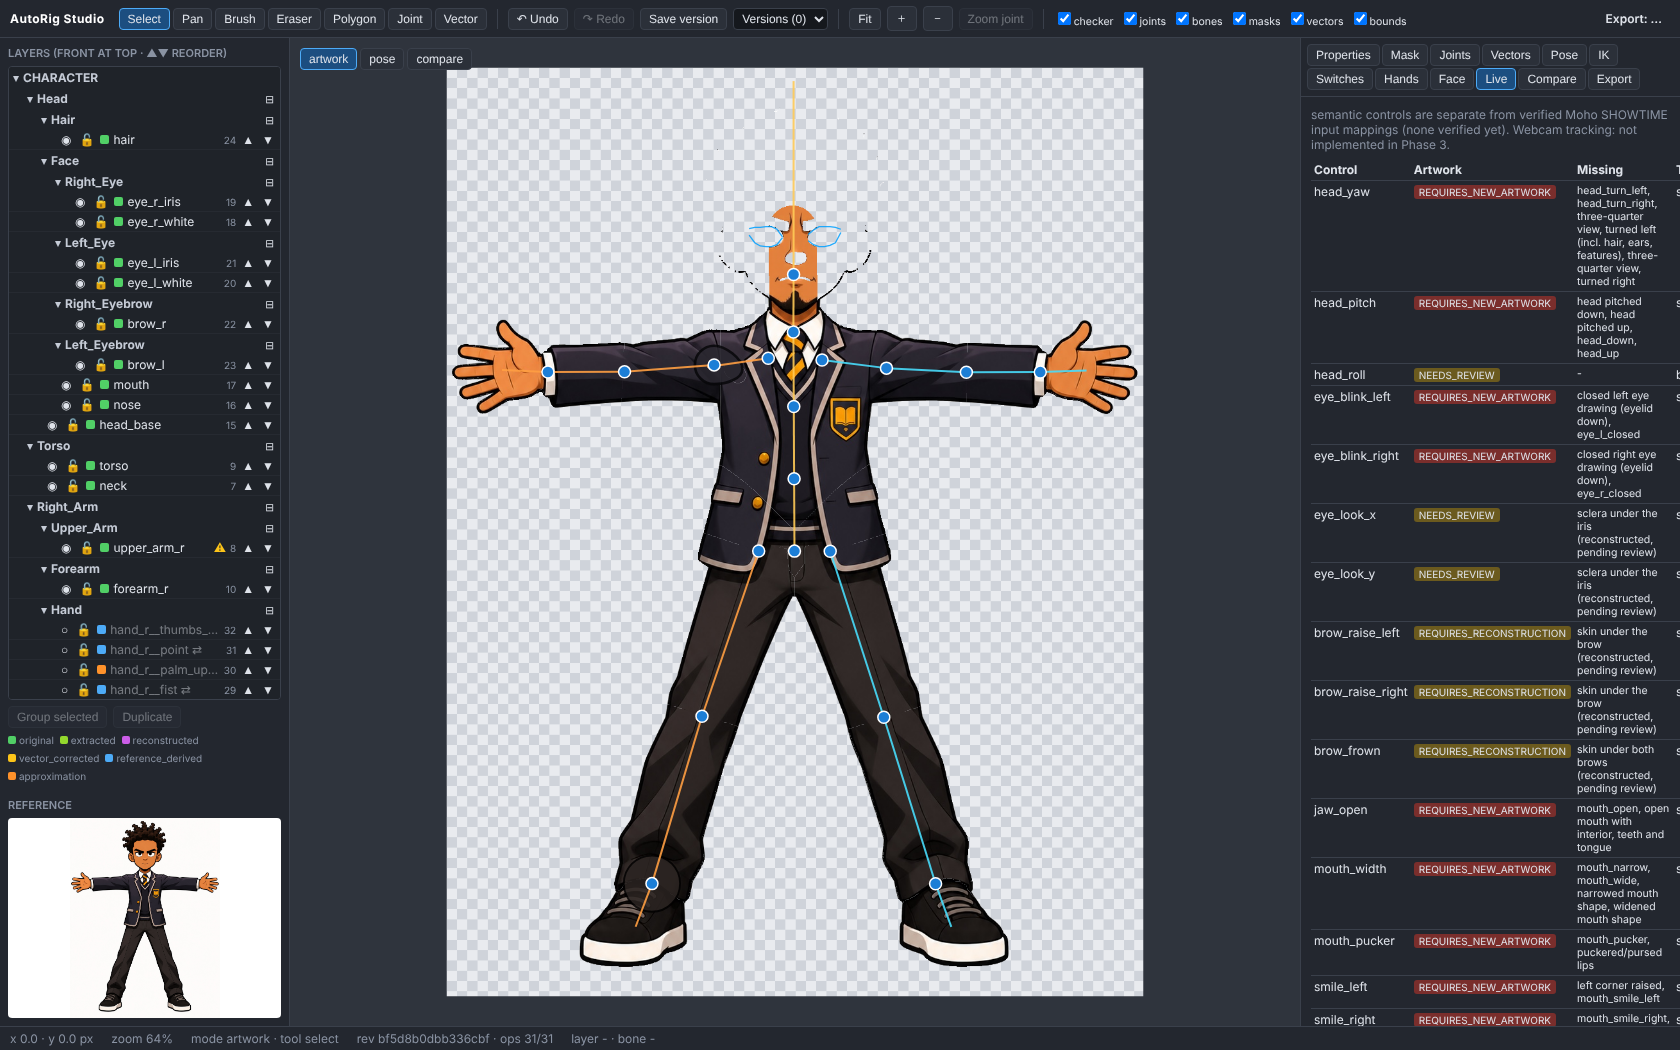 AutoRig Studio Select Pan Brush Eraser Polygon Joint Vector ↶ Undo ↷ Redo Save version Versions (0) Fit + − Zoom joint checker joints bones masks vectors bounds Export: ...
LAYERS (FRONT AT TOP · ▲▼ REORDER)
▾ CHARACTER
▾ Head
▾ Hair
hair 24 ▲ ▼
▾ Face
▾ Right_Eye
eye_r_iris 19 ▲ ▼
eye_r_white 18 ▲ ▼
▾ Left_Eye
eye_l_iris 21 ▲ ▼
eye_l_white 20 ▲ ▼
▾ Right_Eyebrow
brow_r 22 ▲ ▼
▾ Left_Eyebrow
brow_l 23 ▲ ▼
mouth 17 ▲ ▼
nose 16 ▲ ▼
head_base 15 ▲ ▼
▾ Torso
torso 9 ▲ ▼
neck 7 ▲ ▼
▾ Right_Arm
▾ Upper_Arm
upper_arm_r 8 ▲ ▼
▾ Forearm
forearm_r 10 ▲ ▼
▾ Hand
hand_r__thumbs_... 32 ▲ ▼
hand_r__point ⇄ 31 ▲ ▼
hand_r__palm_up... 30 ▲ ▼
hand_r__fist ⇄ 29 ▲ ▼
Group selected Duplicate
original extracted reconstructed
vector_corrected reference_derived
approximation
REFERENCE
artwork pose compare
Properties Mask Joints Vectors Pose IK
Switches Hands Face Live Compare Export
semantic controls are separate from verified Moho SHOWTIME
input mappings (none verified yet). Webcam tracking: not
implemented in Phase 3.
Control Artwork Missing
head_yaw REQUIRES_NEW_ARTWORK head_turn_left,
head_turn_right,
three-quarter
view, turned left
(incl. hair, ears,
features), three-
quarter view,
turned right
head_pitch REQUIRES_NEW_ARTWORK head pitched
down, head
pitched up,
head_down,
head_up
head_roll NEEDS_REVIEW -
eye_blink_left REQUIRES_NEW_ARTWORK closed left eye
drawing (eyelid
down),
eye_l_closed
eye_blink_right REQUIRES_NEW_ARTWORK closed right eye
drawing (eyelid
down),
eye_r_closed
eye_look_x NEEDS_REVIEW sclera under the
iris
(reconstructed,
pending review)
eye_look_y NEEDS_REVIEW sclera under the
iris
(reconstructed,
pending review)
brow_raise_left REQUIRES_RECONSTRUCTION skin under the
brow
(reconstructed,
pending review)
brow_raise_right REQUIRES_RECONSTRUCTION skin under the
brow
(reconstructed,
pending review)
brow_frown REQUIRES_RECONSTRUCTION skin under both
brows
(reconstructed,
pending review)
jaw_open REQUIRES_NEW_ARTWORK mouth_open, open
mouth with
interior, teeth and
tongue
mouth_width REQUIRES_NEW_ARTWORK mouth_narrow,
mouth_wide,
narrowed mouth
shape, widened
mouth shape
mouth_pucker REQUIRES_NEW_ARTWORK mouth_pucker,
puckered/pursed
lips
smile_left REQUIRES_NEW_ARTWORK left corner raised,
mouth_smile_left
smile_right REQUIRES_NEW_ARTWORK mouth_smile_right,
x 0.0 · y 0.0 px zoom 64% mode artwork · tool select rev bf5d8b0dbb336cbf · ops 31/31 layer - · bone -